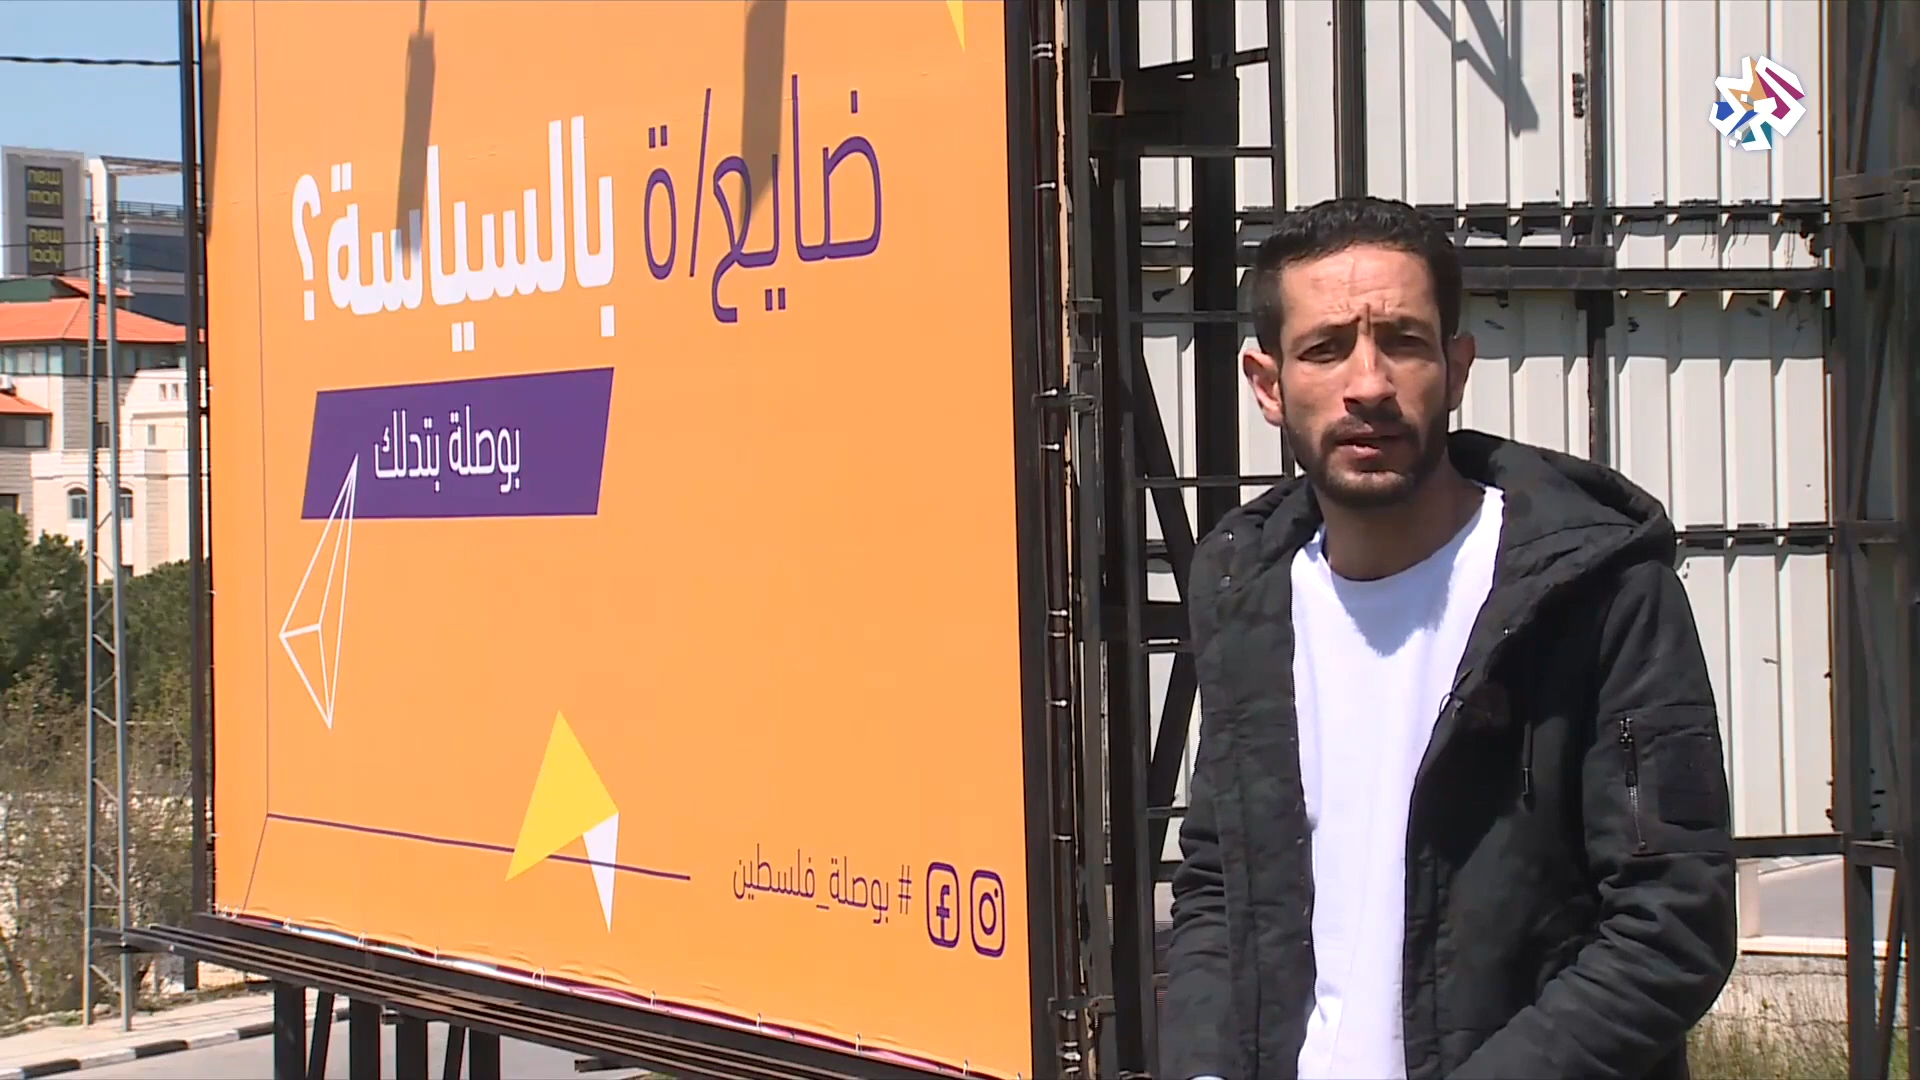 new
man
new
lady
ضايع/ة بالسياسة؟
بوصلة بتدلك
# بوصلة_فلسطين